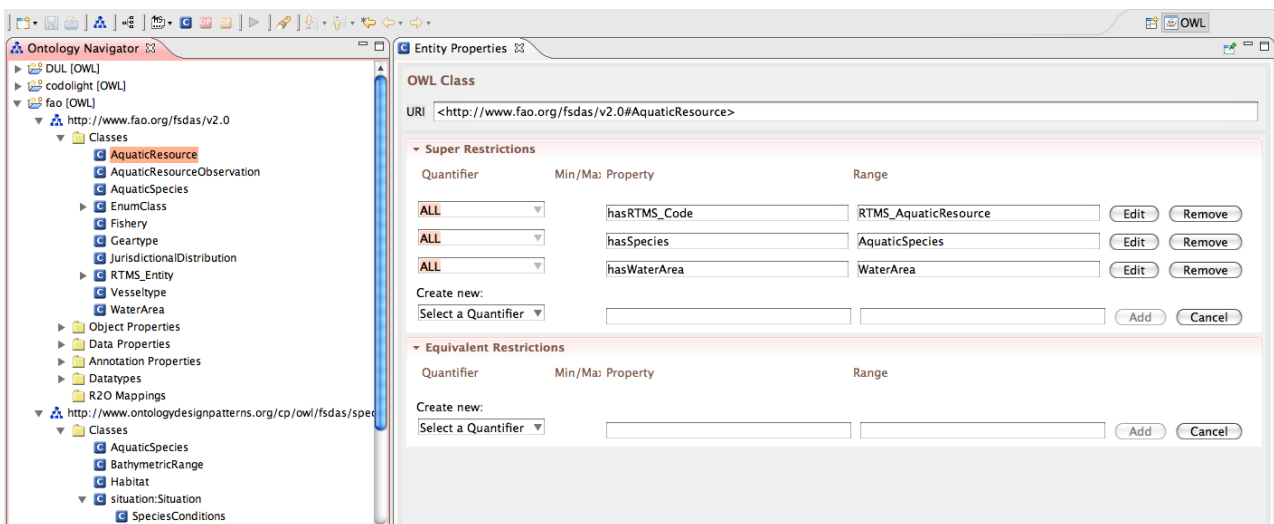 OWL
Ontology Navigator
DUL [OWL]
codolight [OWL]
fao [OWL]
http://www.fao.org/fsdas/v2.0
Classes
AquaticResource
AquaticResourceObservation
AquaticSpecies
EnumClass
Fishery
Geartype
JurisdictionalDistribution
RTMS_Entity
Vesseltype
WaterArea
Object Properties
Data Properties
Annotation Properties
Datatypes
R2O Mappings
http://www.ontologydesignpatterns.org/cp/owl/fsdas/spec
Classes
AquaticSpecies
BathymetricRange
Habitat
situation:Situation
SpeciesConditions
Entity Properties
OWL Class
URI <http://www.fao.org/fsdas/v2.0#AquaticResource>
Super Restrictions
Quantifier Min/Ma Property Range
ALL hasRTMS_Code RTMS_AquaticResource Edit Remove
ALL hasSpecies AquaticSpecies Edit Remove
ALL hasWaterArea WaterArea Edit Remove
Create new:
Select a Quantifier Add Cancel
Equivalent Restrictions
Quantifier Min/Ma Property Range
Create new:
Select a Quantifier Add Cancel